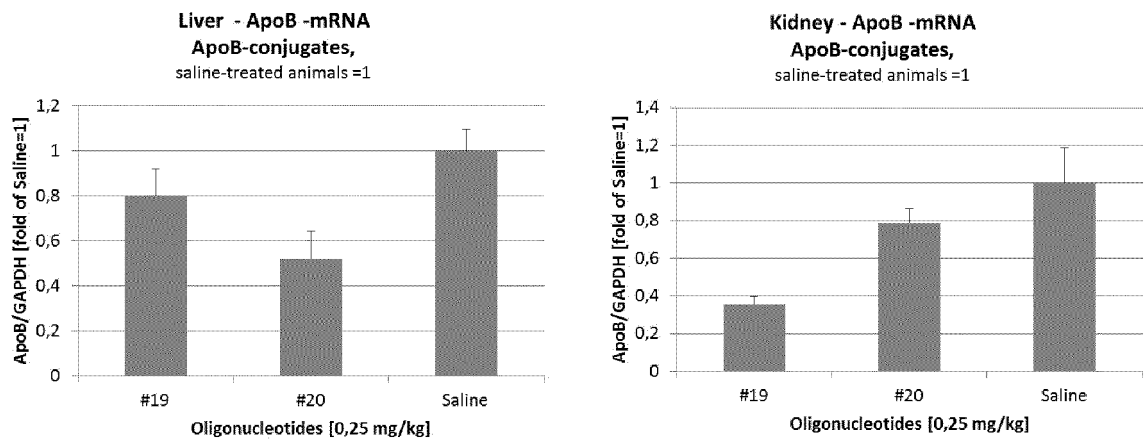 Liver - ApoB -mRNA
ApoB-conjugates,
saline-treated animals =1
ApoB/GAPDH [fold of Saline=1]
1,2
1
0,8
0,6
0,4
0,2
0
#19 #20 Saline
Oligonucleotides [0,25 mg/kg]
Kidney - ApoB -mRNA
ApoB-conjugates,
saline-treated animals =1
ApoB/GAPDH [fold of Saline=1]
1,4
1,2
1
0,8
0,6
0,4
0,2
0
#19 #20 Saline
Oligonucleotides [0,25 mg/kg]